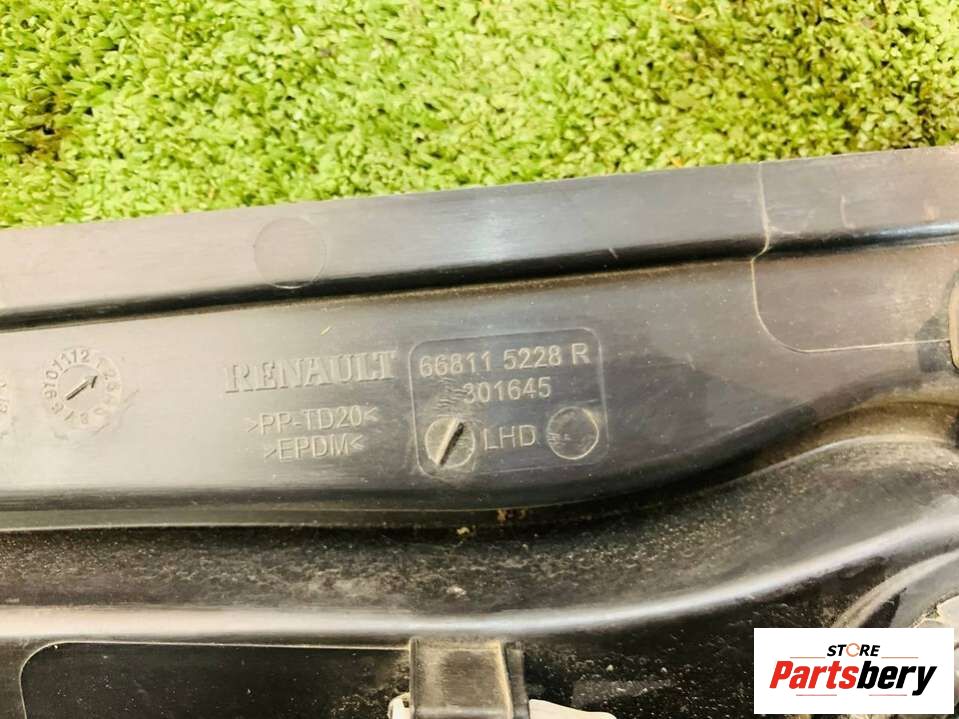 RENAULT
>PP-TD20<
>EPDM<
66811 5228 R
301645
LHD
STORE
Partsbery